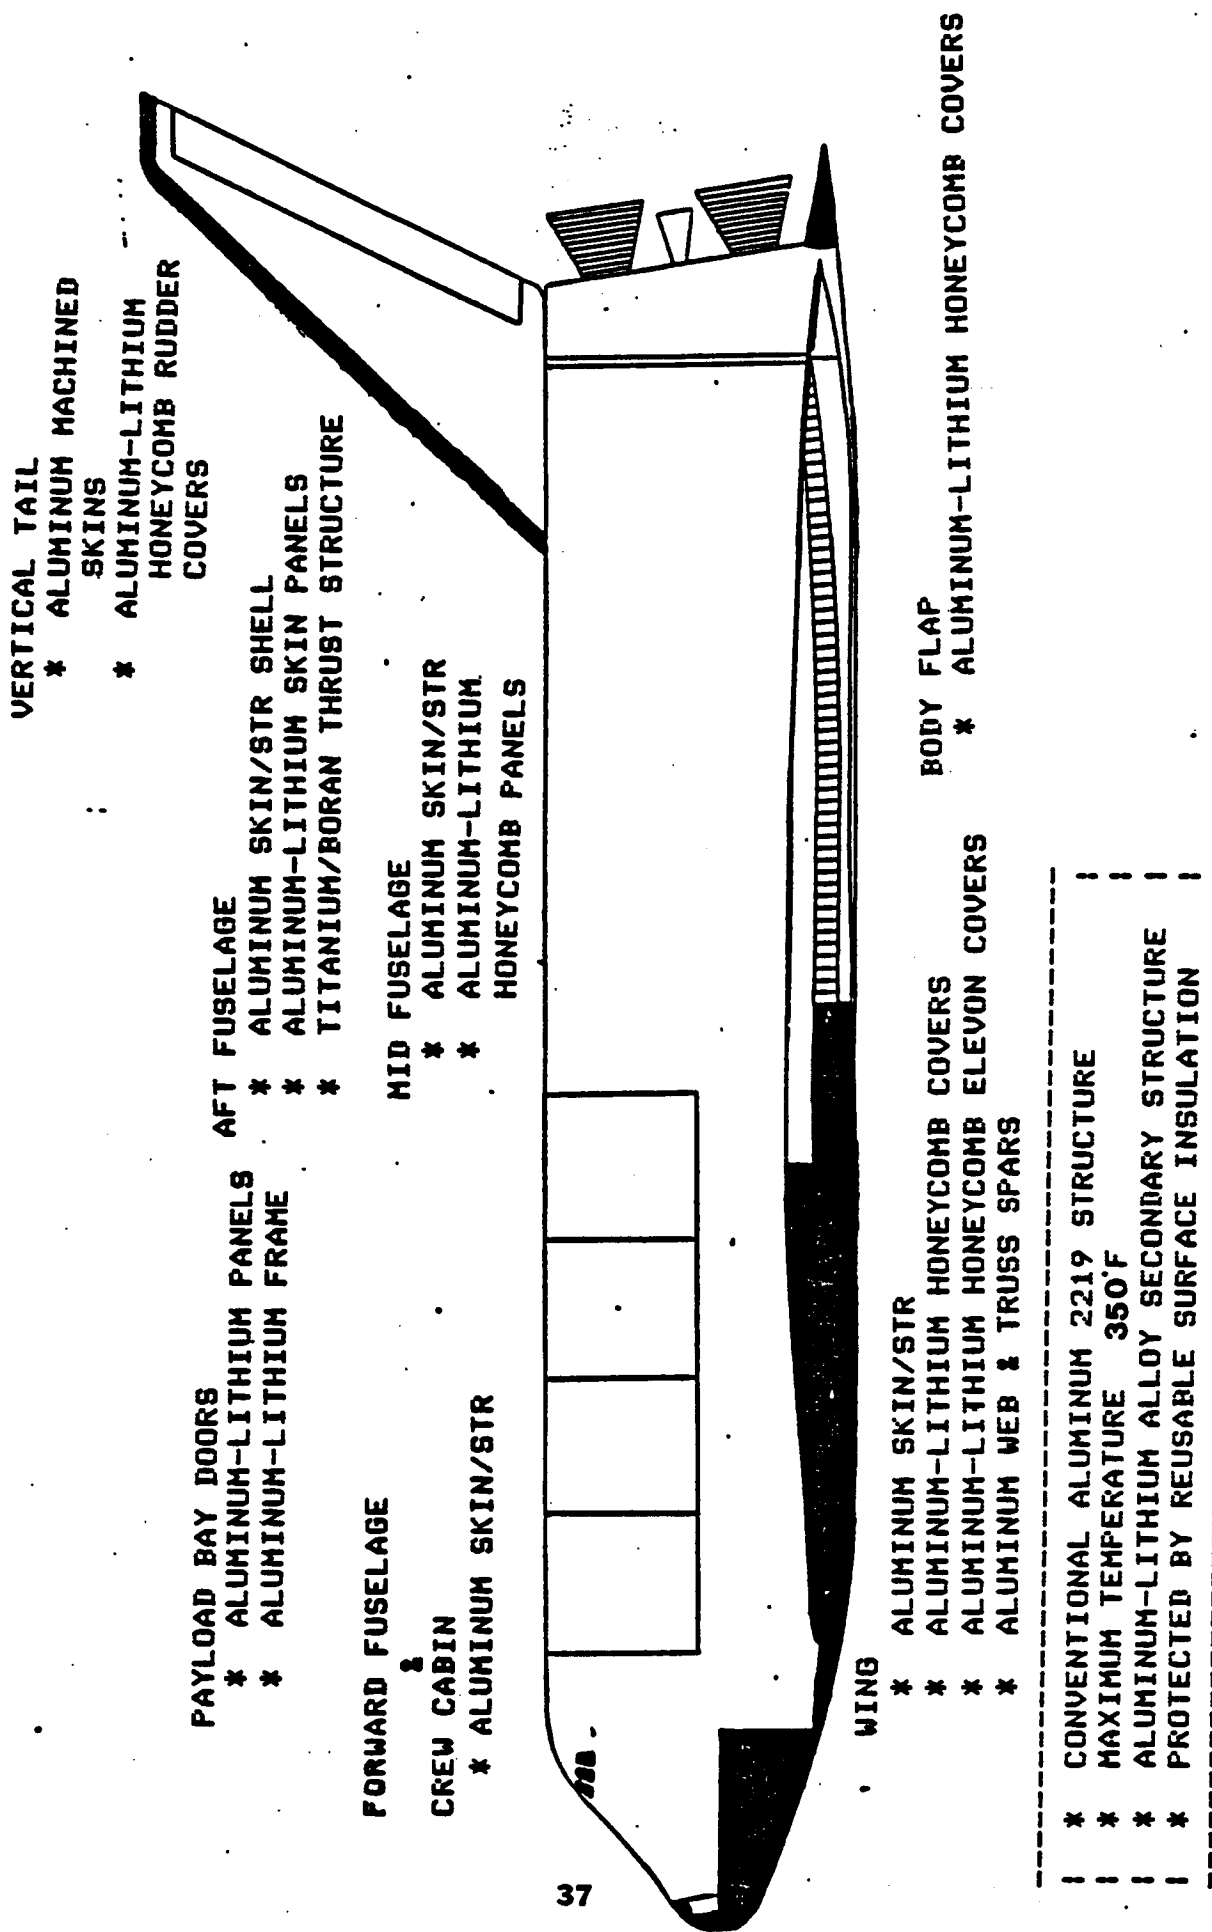 VERTICAL TAIL
* ALUMINUM MACHINED
SKINS
* ALUMINUM-LITHIUM
HONEYCOMB RUDDER
COVERS
PAYLOAD BAY DOORS
* ALUMINUM-LITHIUM PANELS
* ALUMINUM-LITHIUM FRAME
AFT FUSELAGE
* ALUMINUM SKIN/STR SHELL
* ALUMINUM-LITHIUM SKIN PANELS
* TITANIUM/BORAN THRUST STRUCTURE
FORWARD FUSELAGE
&
CREW CABIN
* ALUMINUM SKIN/STR
MID FUSELAGE
* ALUMINUM SKIN/STR
* ALUMINUM-LITHIUM
HONEYCOMB PANELS
37
WING
* ALUMINUM SKIN/STR
* ALUMINUM-LITHIUM HONEYCOMB COVERS
* ALUMINUM-LITHIUM HONEYCOMB ELEVON COVERS
* ALUMINUM WEB & TRUSS SPARS
BODY FLAP
* ALUMINUM-LITHIUM HONEYCOMB COVERS
* CONVENTIONAL ALUMINUM 2219 STRUCTURE
* MAXIMUM TEMPERATURE 350°F
* ALUMINUM-LITHIUM ALLOY SECONDARY STRUCTURE
* PROTECTED BY REUSABLE SURFACE INSULATION